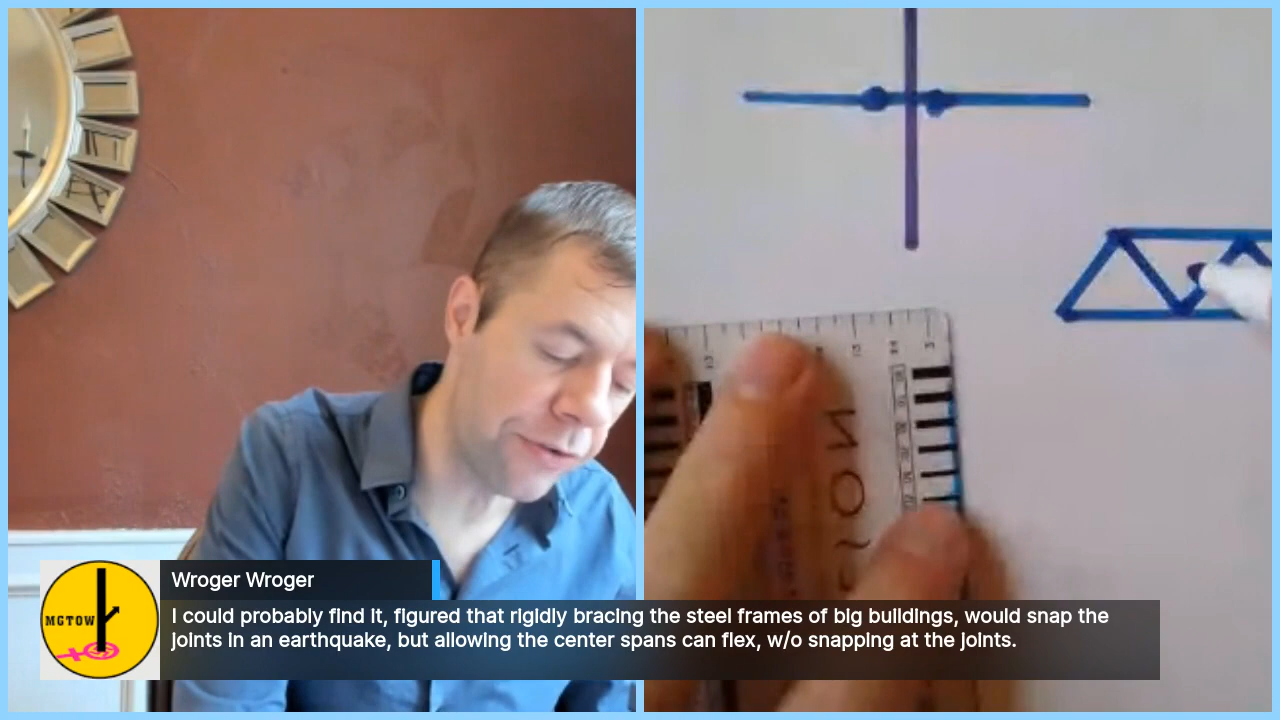 Wroger Wroger
I could probably find it, figured that rigidly bracing the steel frames of big buildings, would snap the
joints in an earthquake, but allowing the center spans can flex, w/o snapping at the joints.
MGTOW